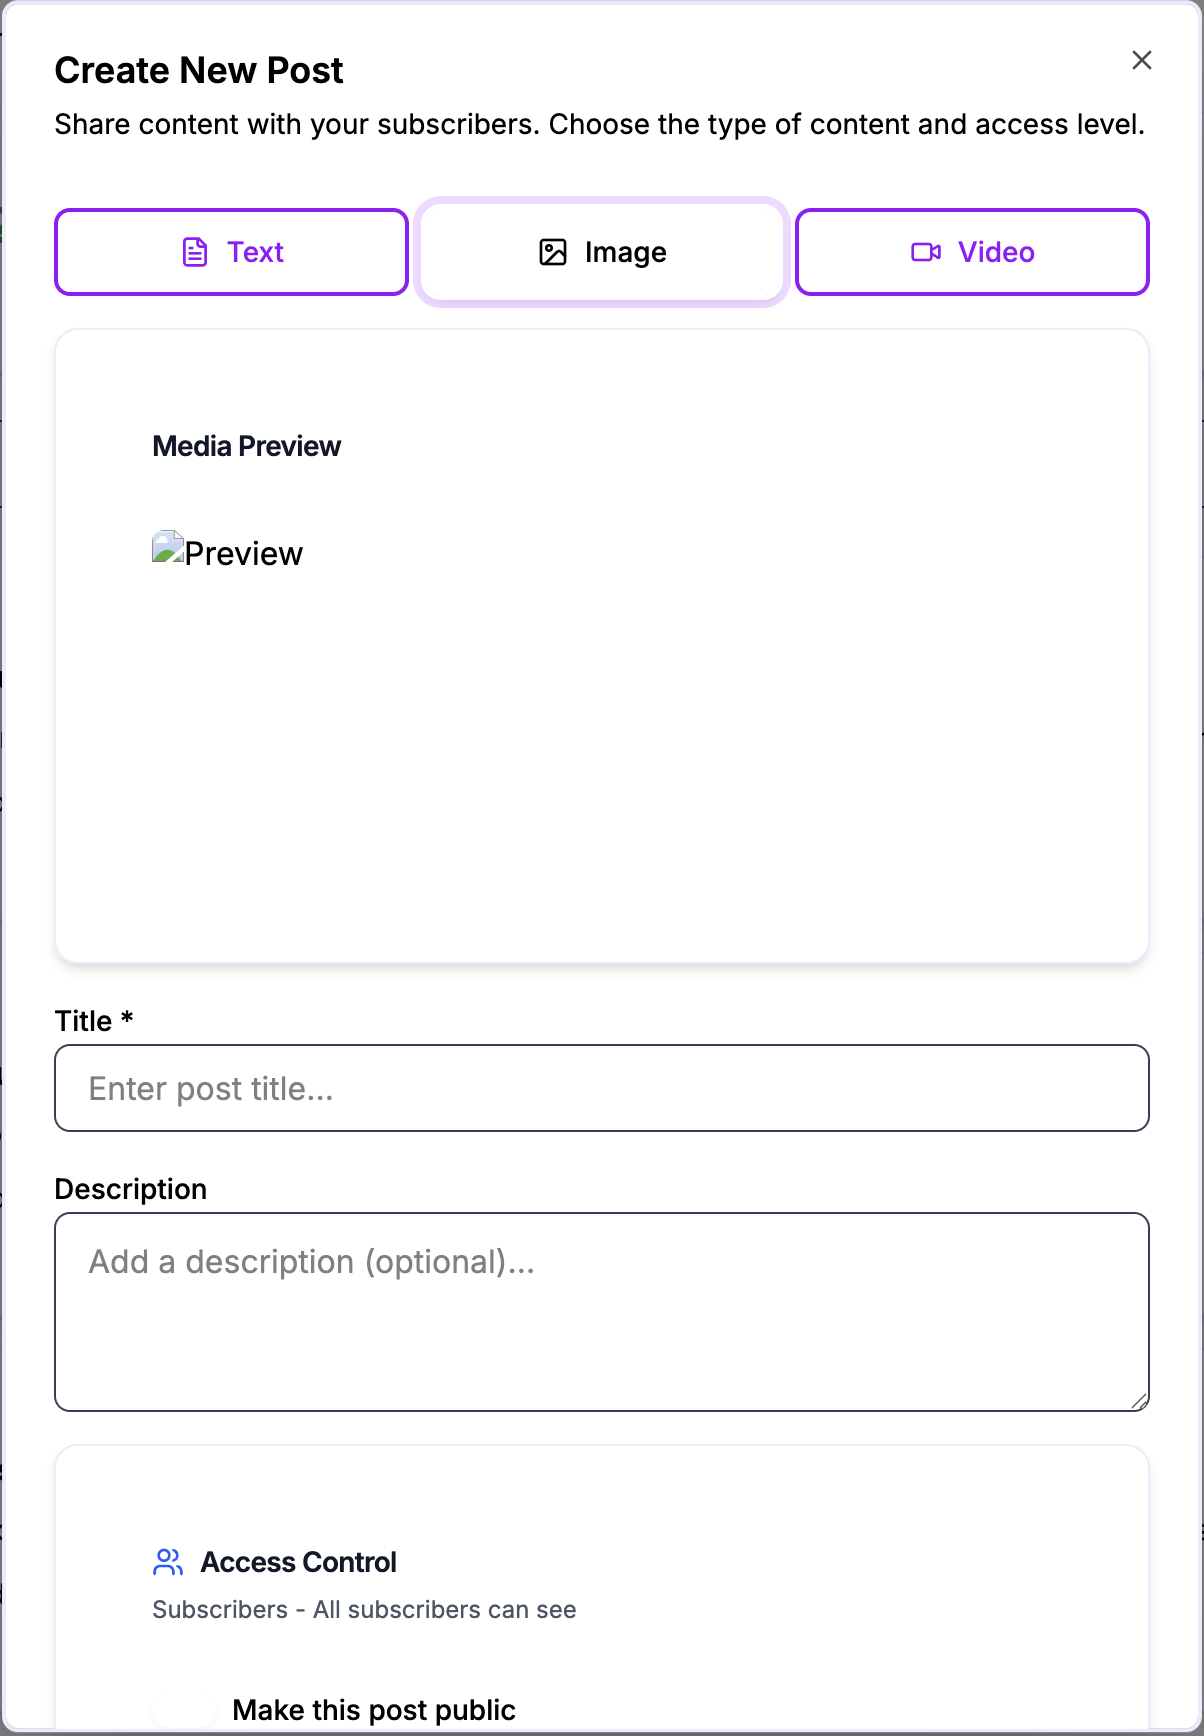 Create New Post
Share content with your subscribers. Choose the type of content and access level.
Text
Image
Video
Media Preview
Preview
Title *
Enter post title...
Description
Add a description (optional)...
Access Control
Subscribers - All subscribers can see
Make this post public